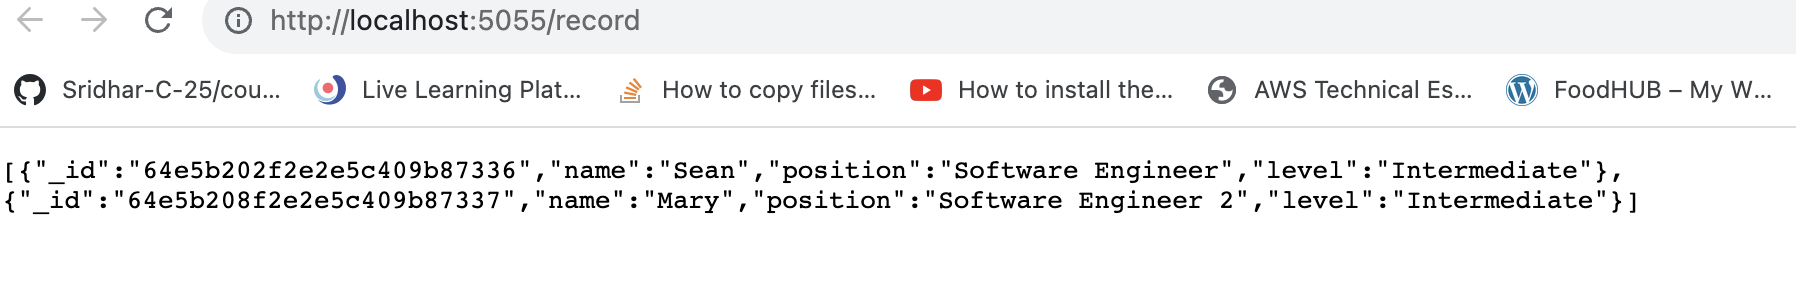 http://localhost:5055/record
Sridhar-C-25/cou... Live Learning Plat... How to copy files... How to install the... AWS Technical Es... FoodHUB – My W...
[{"_id":"64e5b202f2e2e5c409b87336","name":"Sean","position":"Software Engineer","level":"Intermediate"},
{"_id":"64e5b208f2e2e5c409b87337","name":"Mary","position":"Software Engineer 2","level":"Intermediate"}]